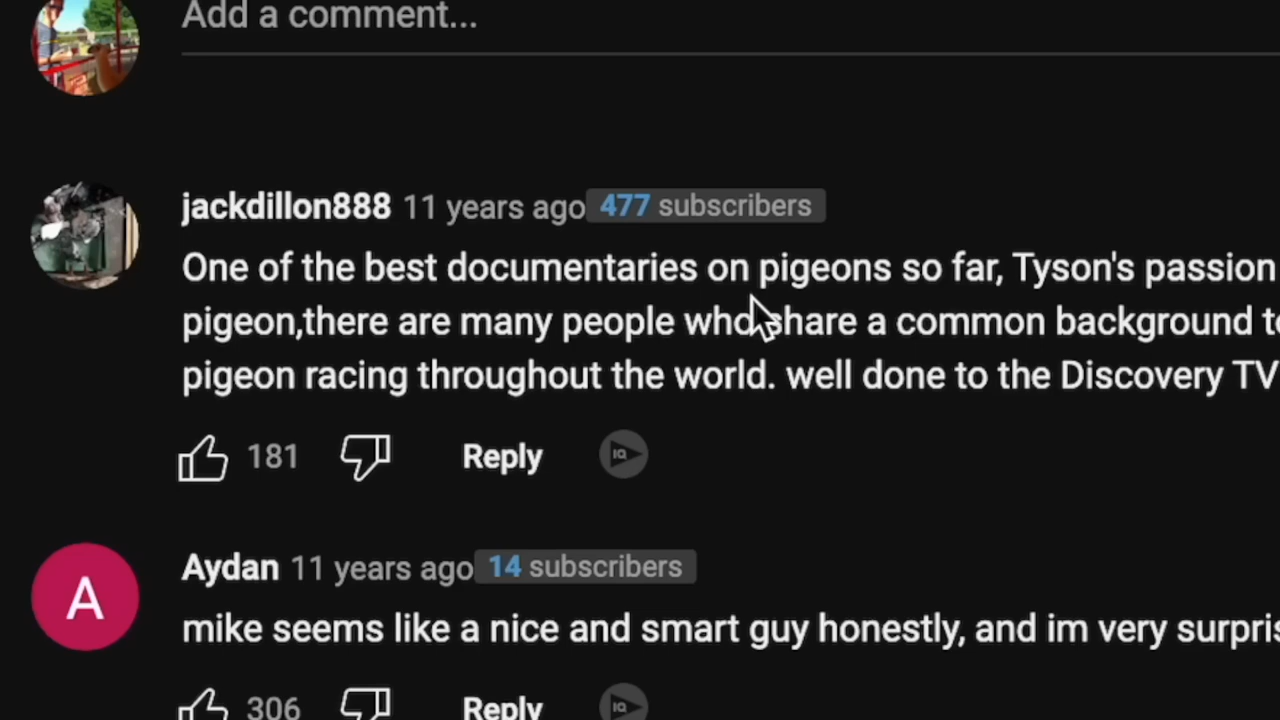 Add a comment...
jackdillon888 11 years ago 477 subscribers
One of the best documentaries on pigeons so far, Tyson's passion
pigeon,there are many people who share a common background
pigeon racing throughout the world. well done to the Discovery TV
181 Reply IQ
A
Aydan 11 years ago 14 subscribers
mike seems like a nice and smart guy honestly, and im very
306 Reply IQ